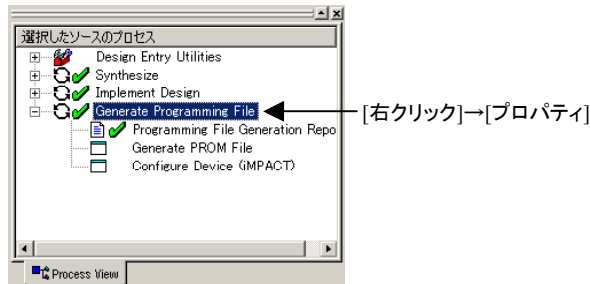 選択したソースのプロセス
Design Entry Utilities
Synthesize
Implement Design
Generate Programming File
[右クリック]→[プロパティ]
Programming File Generation Repo
Generate PROM File
Configure Device (iMPACT)
Process View